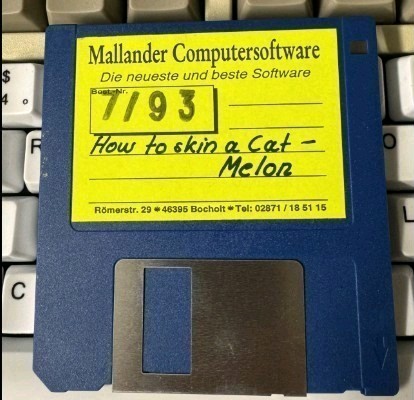 Mallander Computersoftware
Die neueste und beste Software
Best.-Nr.
7/93
How to skin a Cat –
Melon
Römerstr. 29 * 46395 Bocholt * Tel: 02871 / 18 51 15
$
4
R
O
L
C